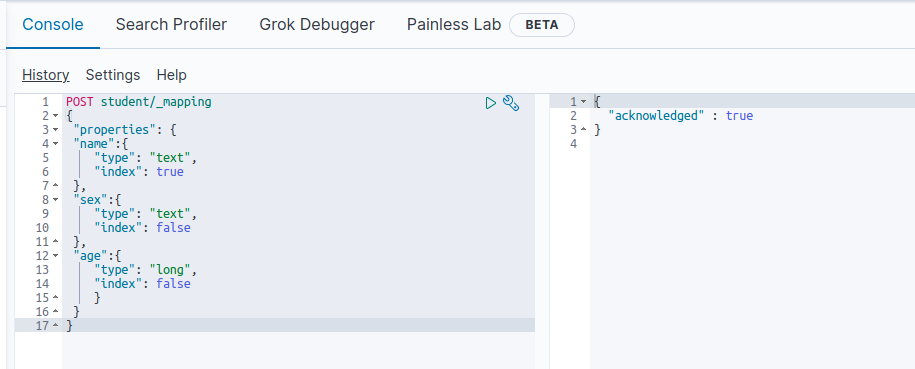 Console Search Profiler Grok Debugger Painless Lab BETA
History Settings Help
1 POST student/_mapping
2 {
3 "properties": {
4 "name":{
5 "type": "text",
6 "index": true
7 },
8 "sex":{
9 "type": "text",
10 "index": false
11 },
12 "age":{
13 "type": "long",
14 "index": false
15 }
16 }
17 }
1 {
2 "acknowledged" : true
3 }
4